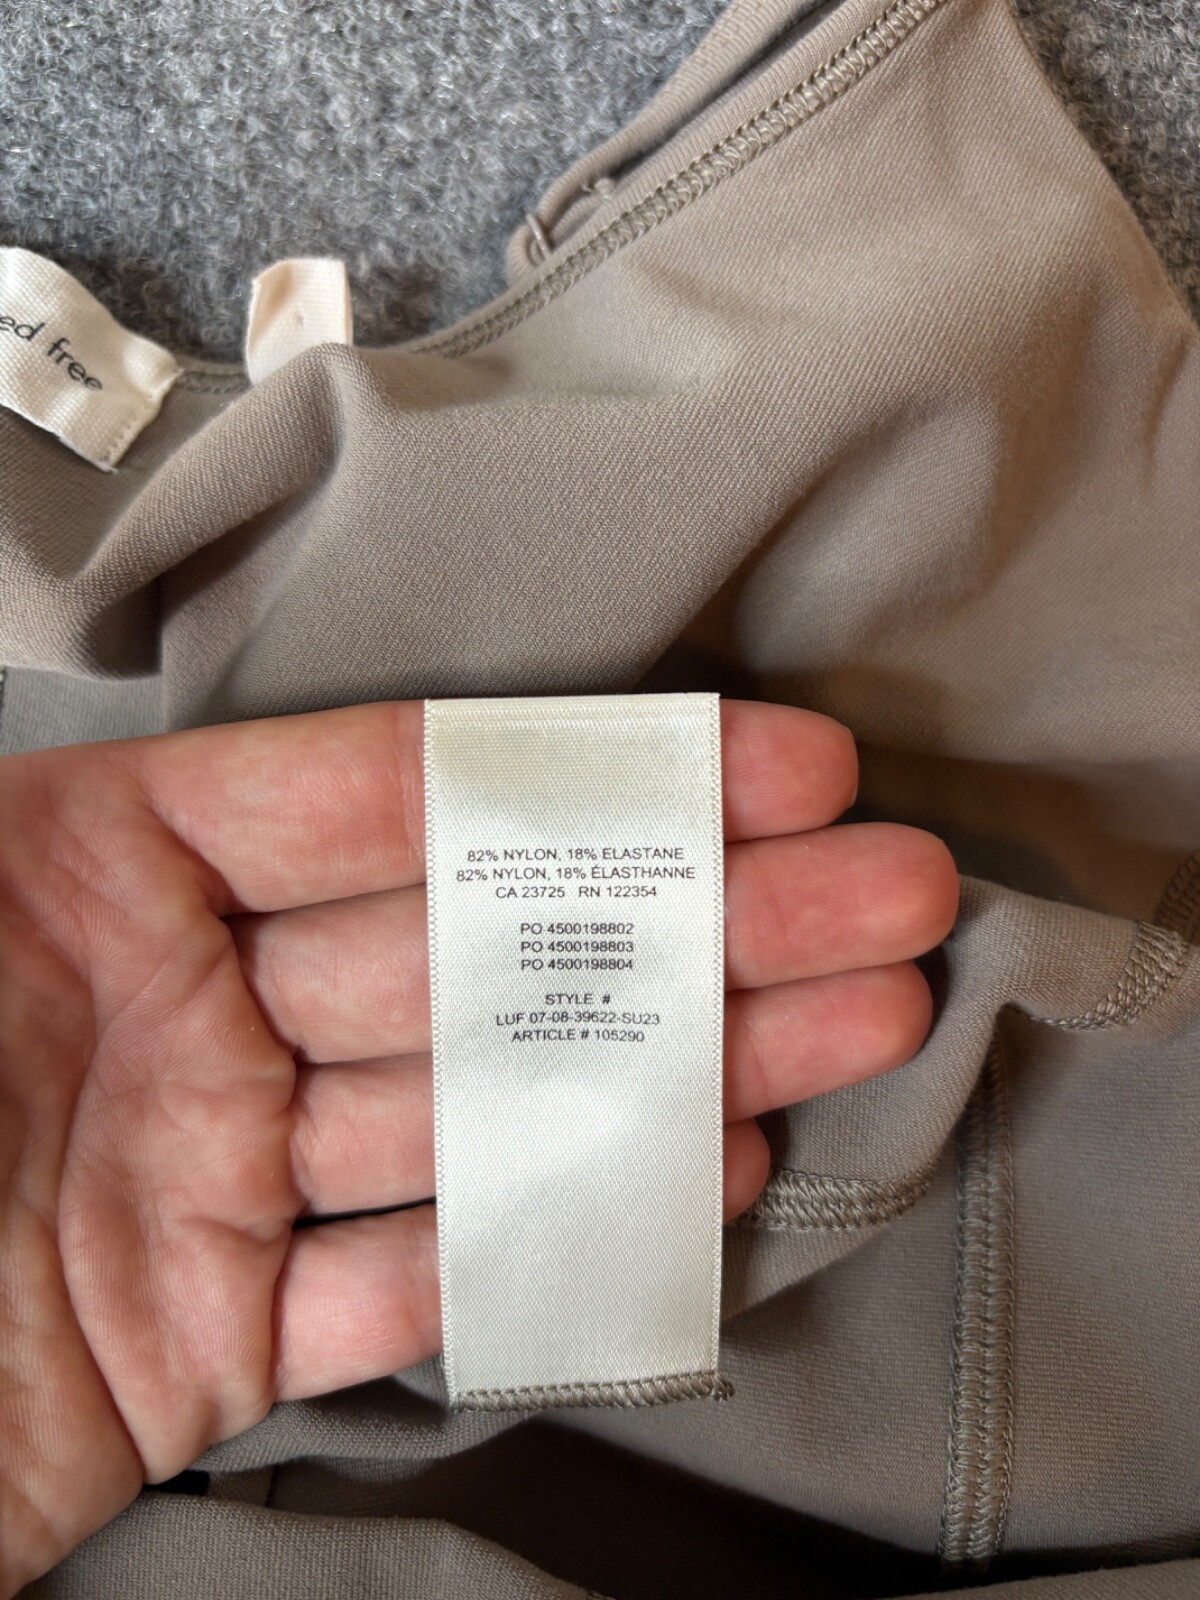 ed free
82% NYLON, 18% ELASTANE
82% NYLON, 18% ÉLASTHANNE
CA 23725 RN 122354
PO 4500198802
PO 4500198803
PO 4500198804
STYLE #
LUF 07-08-39622-SU23
ARTICLE # 105290